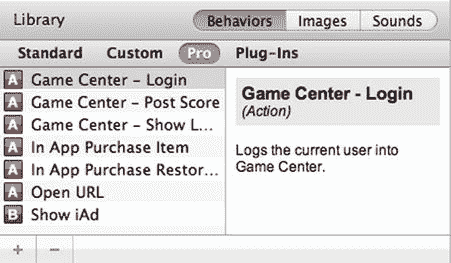 Library Behaviors Images Sounds
Standard Custom Pro Plug-Ins
A Game Center - Login
A Game Center - Post Score
A Game Center - Show L...
A In App Purchase Item
A In App Purchase Restor...
A Open URL
B Show iAd
Game Center - Login
(Action)
Logs the current user into
Game Center.
+ -